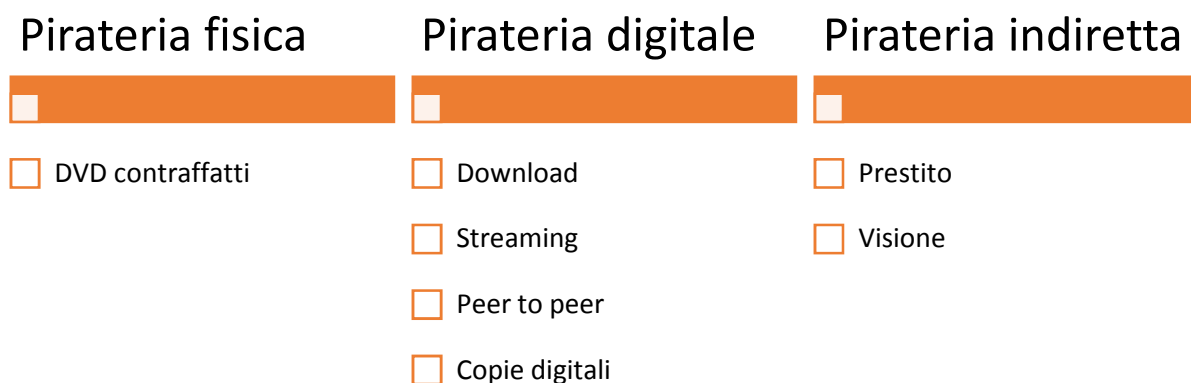 Pirateria fisica
DVD contraffatti
Pirateria digitale
Download
Streaming
Peer to peer
Copie digitali
Pirateria indiretta
Prestito
Visione